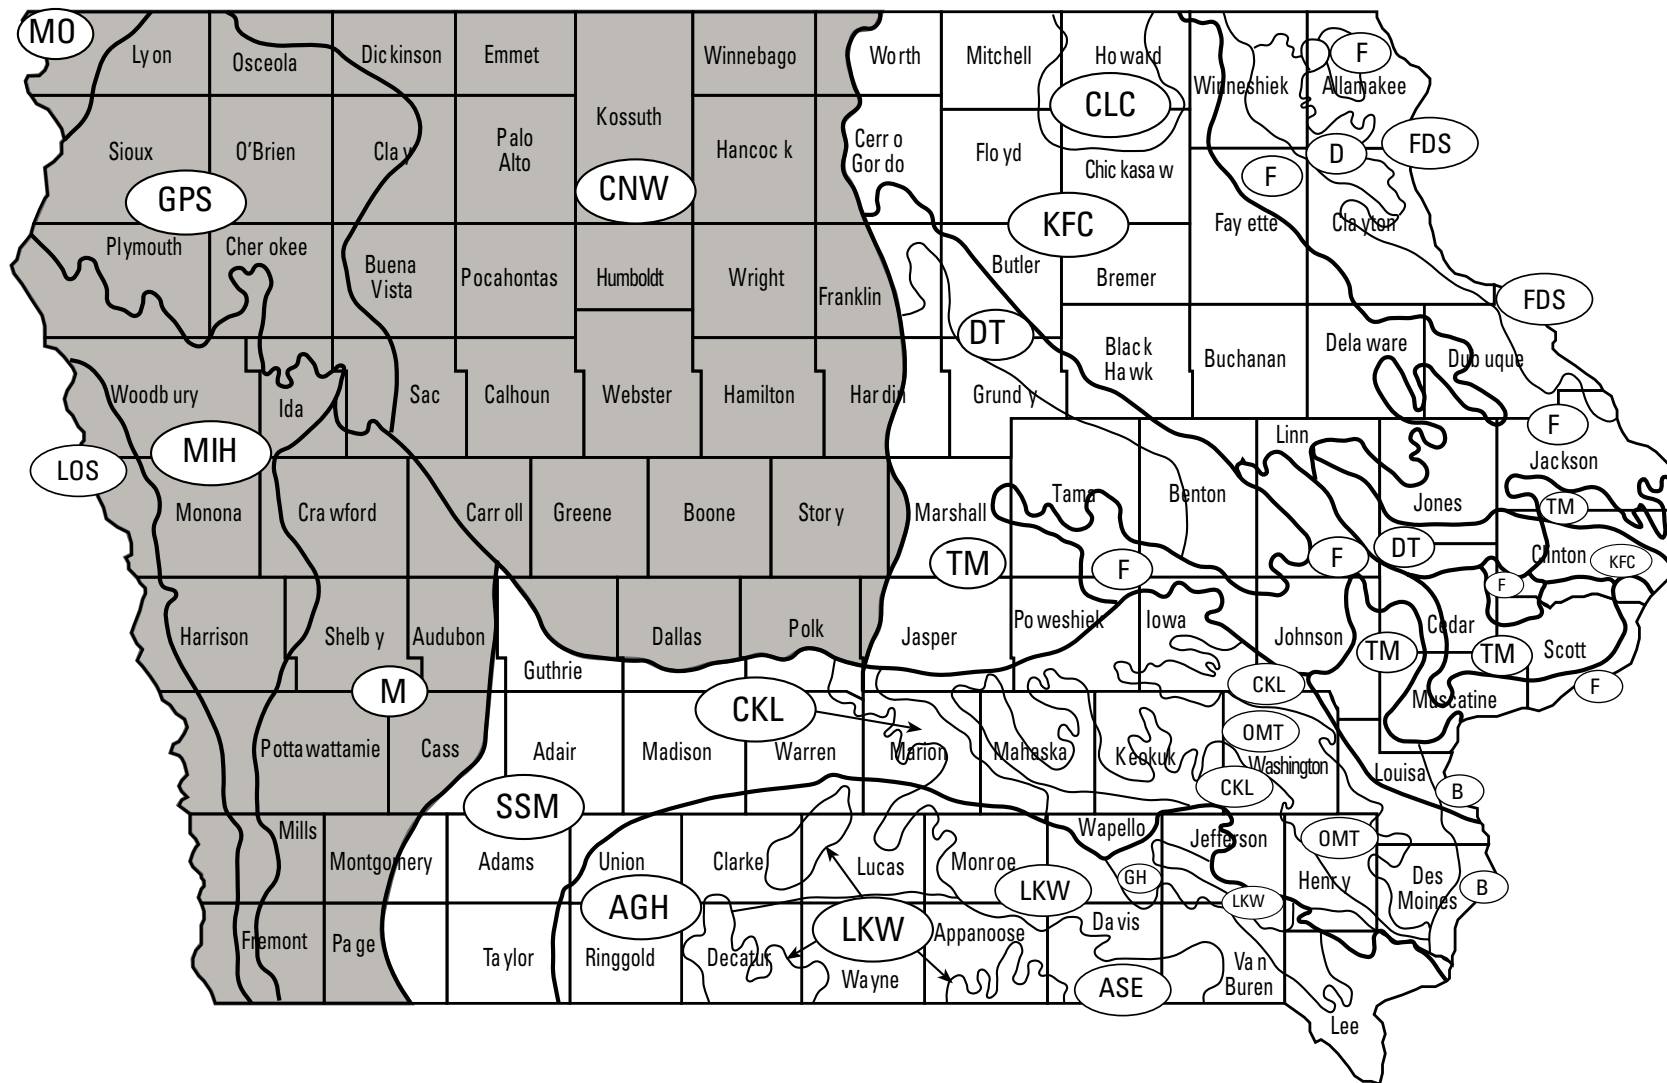 MO
Lyon
Osceola
Dickinson
Emmet
Winnebago
Worth
Mitchell
Howard
Winneshiek
F
Allamakee
Kossuth
CLC
Sioux
O'Brien
Clay
Palo
Alto
Hancock
Cerro
Gordo
Floyd
Chickasaw
F
D
FDS
GPS
CNW
KFC
Fayette
Clayton
Plymouth
Cherokee
Buena
Vista
Pocahontas
Humboldt
Wright
Franklin
Butler
Bremer
FDS
DT
Woodbury
Ida
Sac
Calhoun
Webster
Hamilton
Hardin
Grundy
Black
Hawk
Buchanan
Delaware
Dubuque
LOS
MIH
Linn
F
Jackson
Monona
Crawford
Carroll
Greene
Boone
Story
Marshall
Tama
Benton
Jones
TM
TM
F
F
DT
Clinton
KFC
F
Harrison
Shelby
Audubon
Guthrie
Dallas
Polk
Jasper
Poweshiek
Iowa
Johnson
Cedar
TM
TM
Scott
M
CKL
CKL
F
Muscatine
Pottawattamie
Cass
Adair
Madison
Warren
Marion
Mahaska
Keokuk
OMT
Washington
CKL
Louisa
B
SSM
Mills
Montgomery
Adams
Union
Clarke
Lucas
Monroe
Wapello
Jefferson
OMT
GH
LKW
LKW
Henry
Des
Moines
B
AGH
LKW
Fremont
Page
Taylor
Ringgold
Decatur
Wayne
Appanoose
Davis
Van
Buren
ASE
Lee